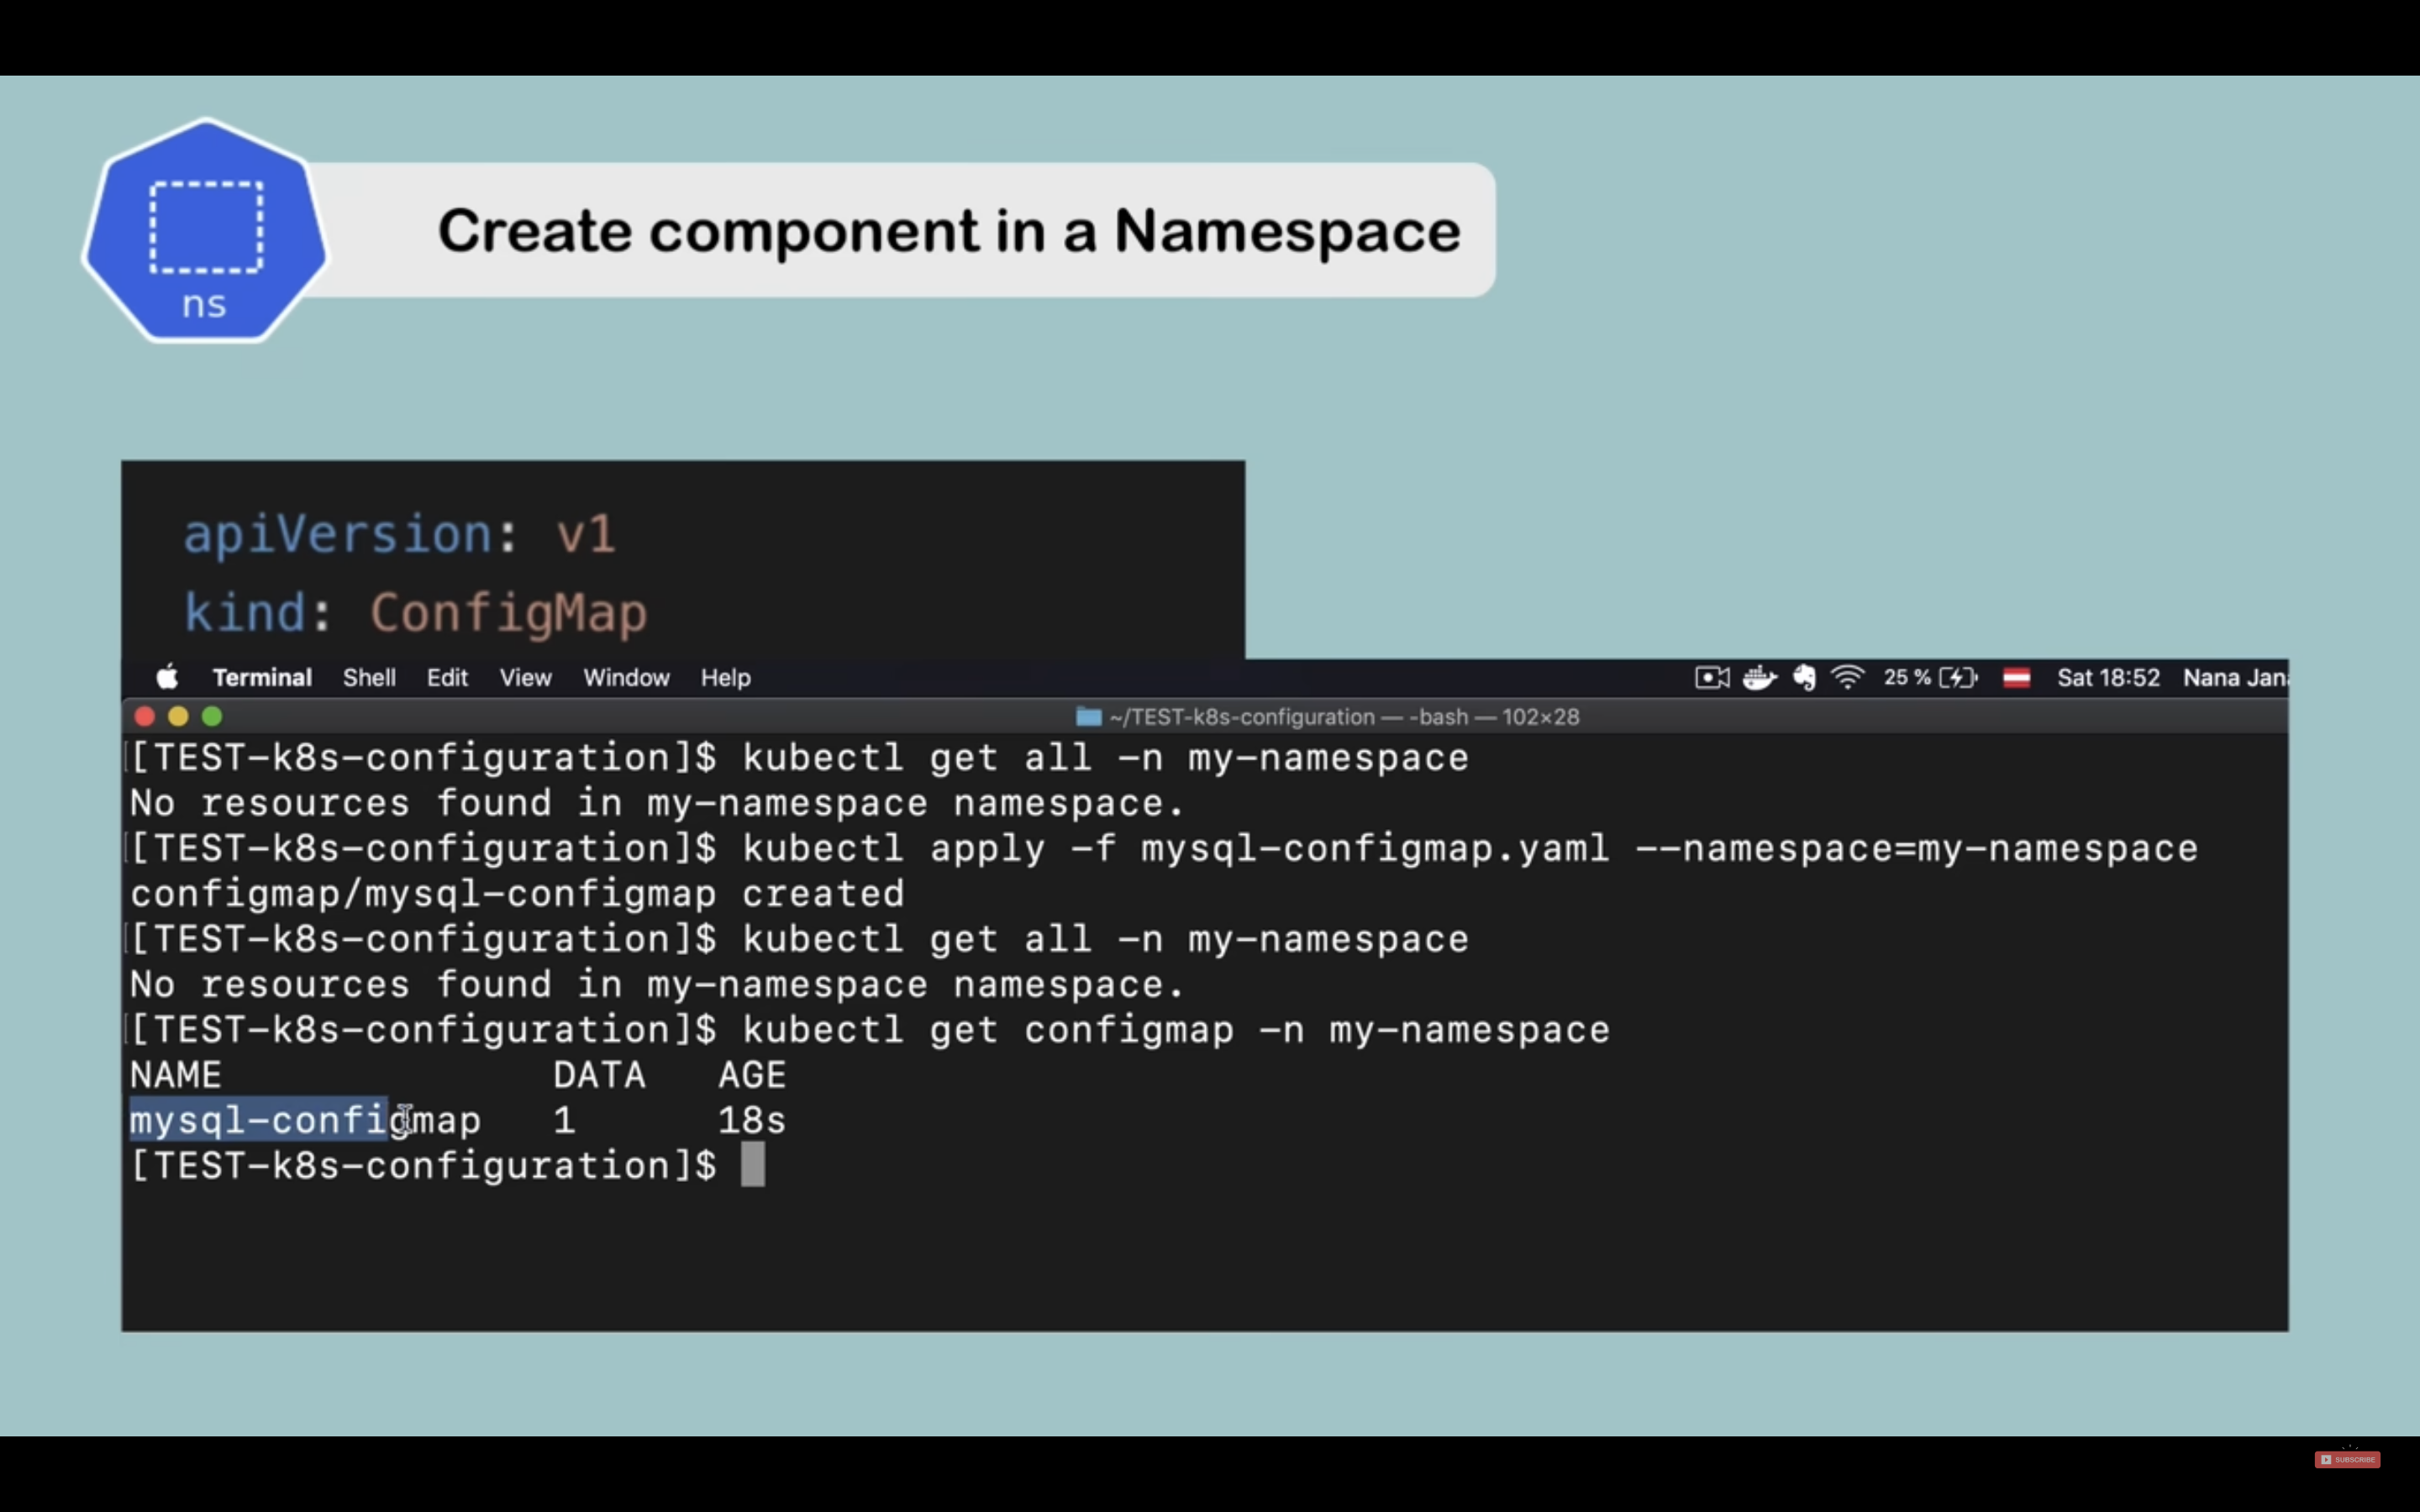 ns
Create component in a Namespace
apiVersion: v1
kind: ConfigMap
Terminal Shell Edit View Window Help 25 % Sat 18:52 Nana Jan
~/TEST-k8s-configuration — -bash — 102×28
[[TEST-k8s-configuration]$ kubectl get all -n my-namespace
No resources found in my-namespace namespace.
[[TEST-k8s-configuration]$ kubectl apply -f mysql-configmap.yaml --namespace=my-namespace
configmap/mysql-configmap created
[[TEST-k8s-configuration]$ kubectl get all -n my-namespace
No resources found in my-namespace namespace.
[[TEST-k8s-configuration]$ kubectl get configmap -n my-namespace
NAME DATA AGE
mysql-configmap 1 18s
[TEST-k8s-configuration]$
SUBSCRIBE